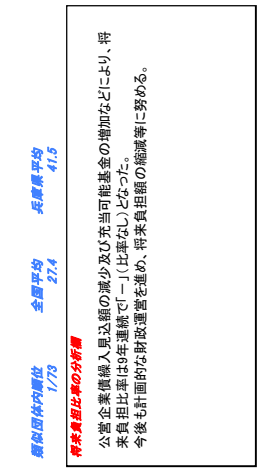 類似団体内順位 全国平均 兵庫県平均
1/73 27.4 41.5
将来負担比率の分析欄
公営企業債繰入見込額の減少及び充当可能基金の増加などにより、将
来負担比率は9年連続で「－」(比率なし)となった。
今後も計画的な財政運営を進め、将来負担額の縮減等に努める。